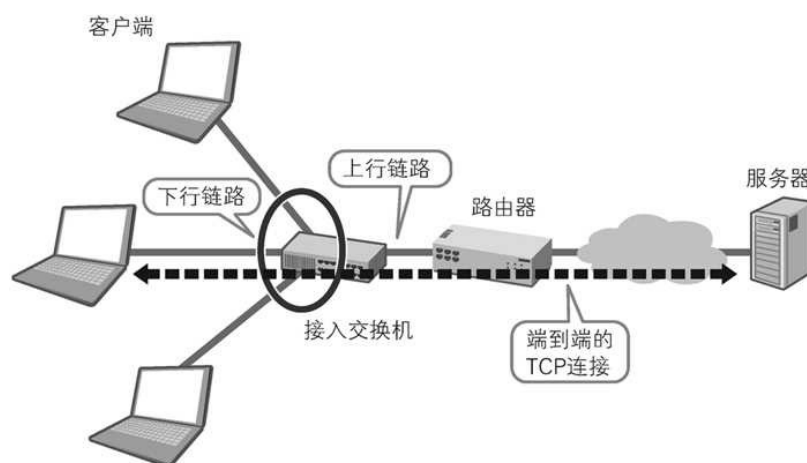 客户端
上行链路
下行链路
路由器
服务器
接入交换机
端到端的
TCP连接